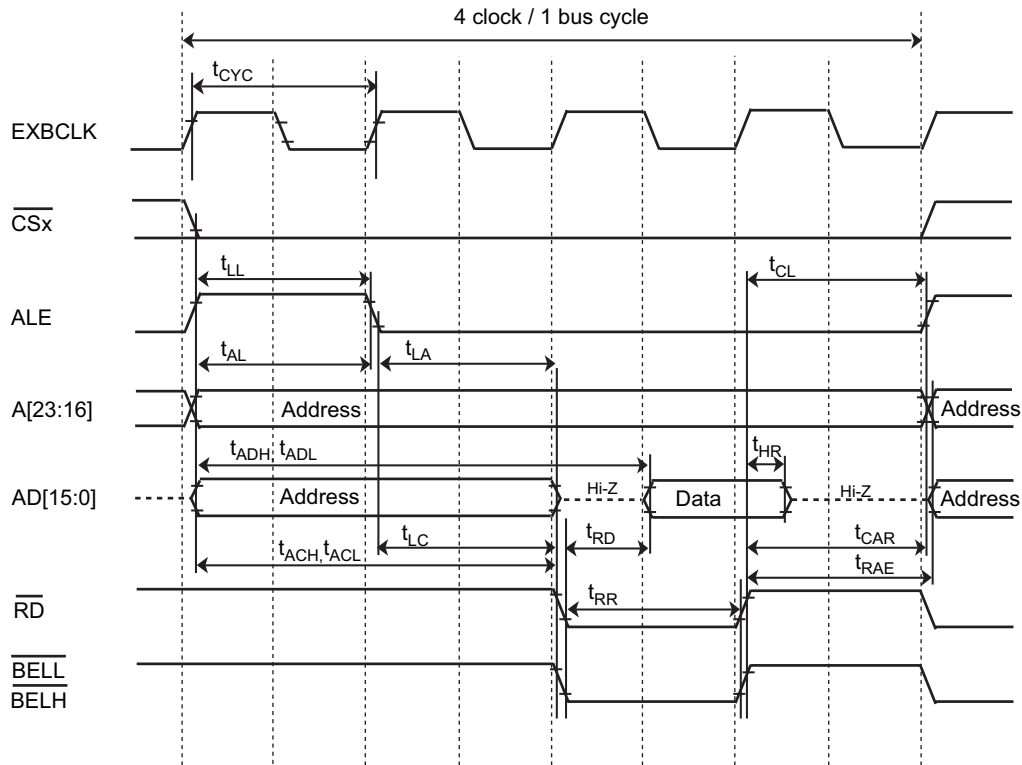 4 clock / 1 bus cycle
tCYC
EXBCLK
CSx
tLL
tCL
ALE
tAL
tLA
A[23:16]
Address
Address
tADH, tADL
tHR
AD[15:0]
Address
Hi-Z
Data
Hi-Z
Address
tLC
tRD
tCAR
tACH,tACL
tRAE
tRR
RD
BELL
BELH